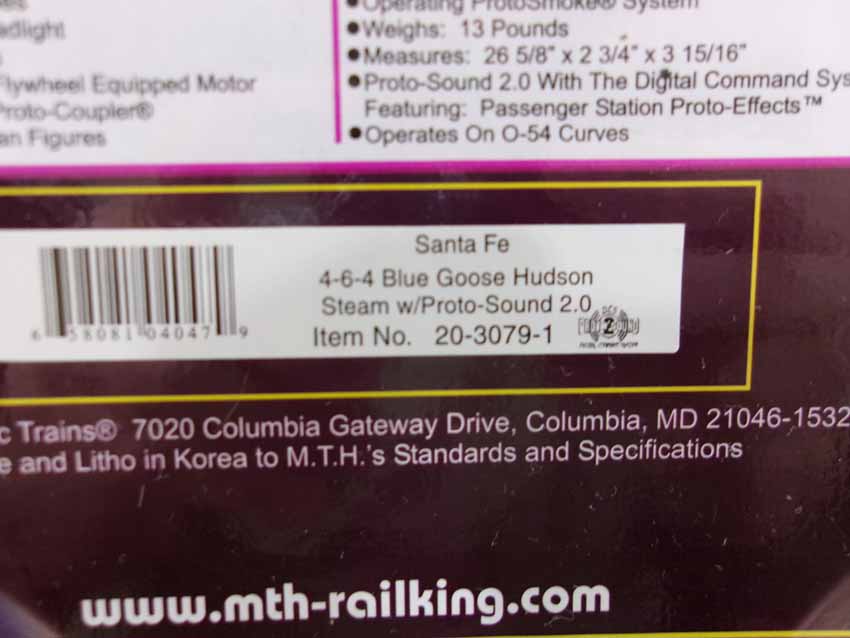 adlight
Flywheel Equipped Motor
Proto-Coupler®
an Figures
●Operating ProtoSmoke® System
●Weighs: 13 Pounds
●Measures: 26 5/8" x 2 3/4" x 3 15/16"
●Proto-Sound 2.0 With The Digital Command Sys
Featuring: Passenger Station Proto-Effects™
●Operates On O-54 Curves
Santa Fe
4-6-4 Blue Goose Hudson
Steam w/Proto-Sound 2.0
Item No. 20-3079-1
6 58081 04047 9
c Trains® 7020 Columbia Gateway Drive, Columbia, MD 21046-1532
e and Litho in Korea to M.T.H.'s Standards and Specifications
www.mth-railking.com